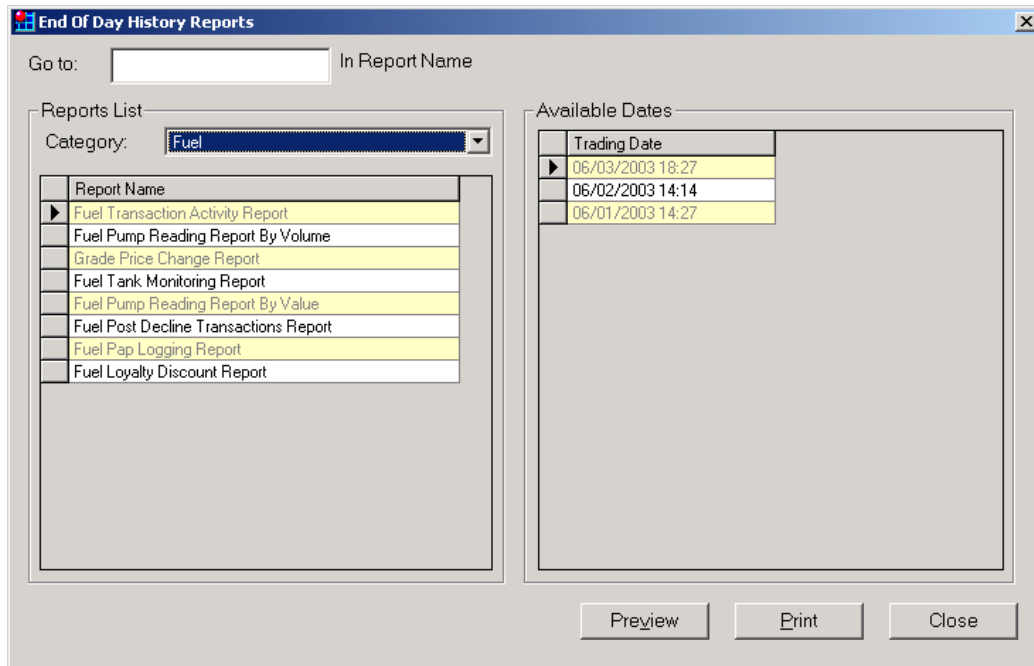 End Of Day History Reports
Go to: In Report Name
Reports List
Category: Fuel
Report Name
Fuel Transaction Activity Report
Fuel Pump Reading Report By Volume
Grade Price Change Report
Fuel Tank Monitoring Report
Fuel Pump Reading Report By Value
Fuel Post Decline Transactions Report
Fuel Pap Logging Report
Fuel Loyalty Discount Report
Available Dates
Trading Date
06/03/2003 18:27
06/02/2003 14:14
06/01/2003 14:27
Preview Print Close